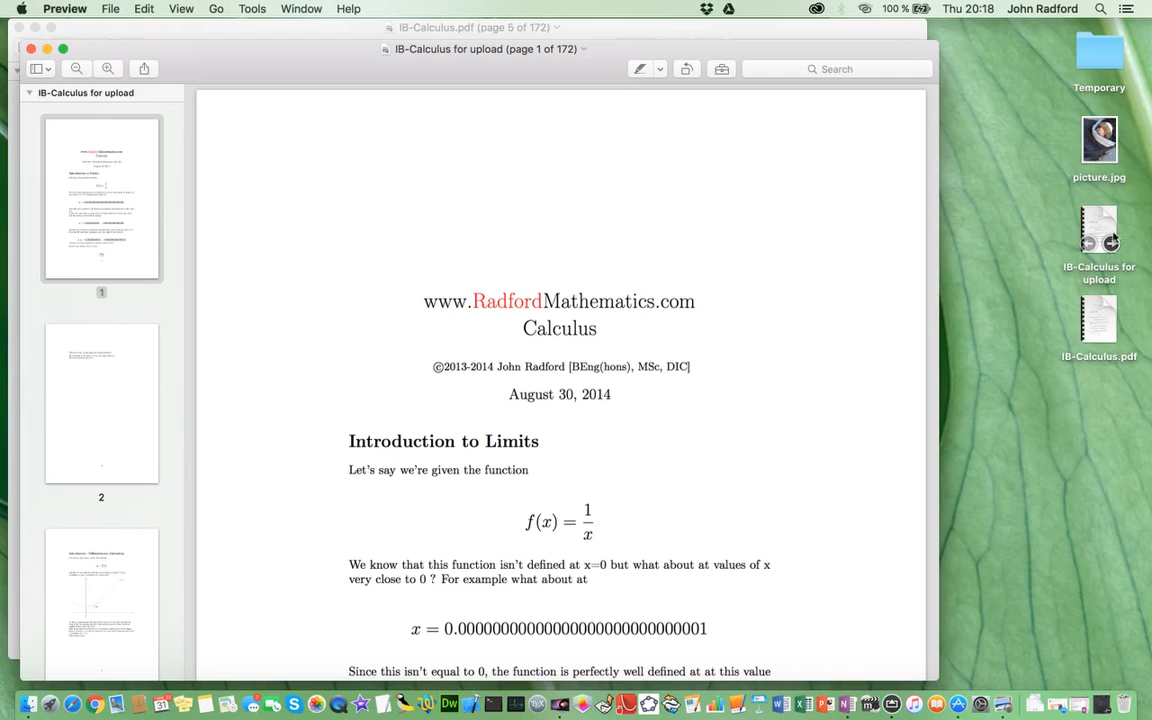 Preview File Edit View Go Tools Window Help 100 % Thu 20:18 John Radford
IB-Calculus.pdf (page 5 of 172)
IB-Calculus for upload (page 1 of 172)
Search
IB-Calculus for upload
1
2
www.RadfordMathematics.com
Calculus
©2013-2014 John Radford [BEng(hons), MSc, DIC]
August 30, 2014
Introduction to Limits
Let's say we're given the function
f(x) = 1/x
We know that this function isn't defined at x=0 but what about at values of x
very close to 0 ? For example what about at
x = 0.0000000000000000000000000001
Since this isn't equal to 0, the function is perfectly well defined at at this value
Temporary
picture.jpg
IB-Calculus for
upload
IB-Calculus.pdf